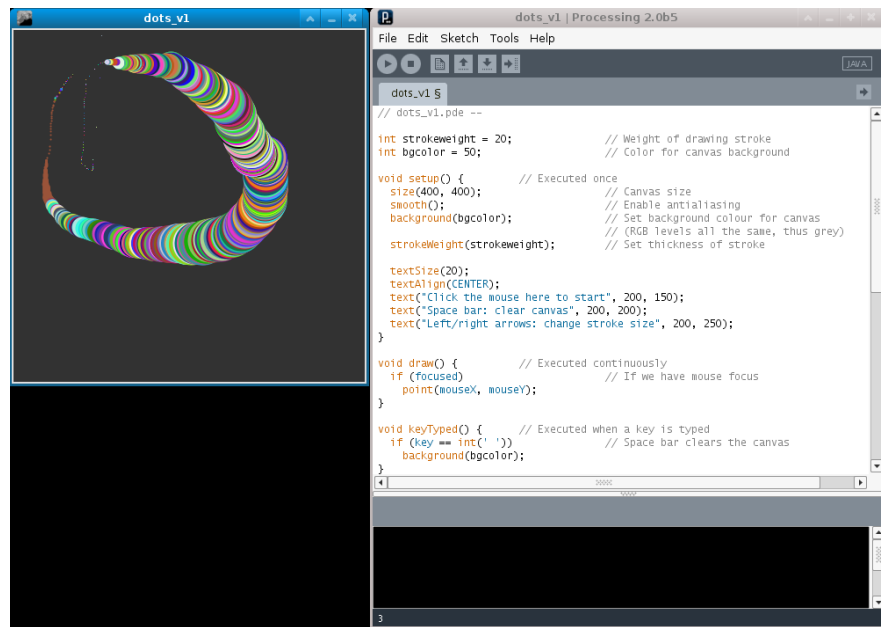 dots_v1
dots_v1 | Processing 2.0b5
File Edit Sketch Tools Help
JAVA
dots_v1 §
// dots_v1.pde --
int strokeweight = 20; // Weight of drawing stroke
int bgcolor = 50; // Color for canvas background
void setup() { // Executed once
size(400, 400); // Canvas size
smooth(); // Enable antialiasing
background(bgcolor); // Set background colour for canvas
// (RGB levels all the same, thus grey)
strokeWeight(strokeweight); // Set thickness of stroke
textSize(20);
textAlign(CENTER);
text("Click the mouse here to start", 200, 150);
text("Space bar: clear canvas", 200, 200);
text("Left/right arrows: change stroke size", 200, 250);
}
void draw() { // Executed continuously
if (focused) // If we have mouse focus
point(mouseX, mouseY);
}
void keyTyped() { // Executed when a key is typed
if (key == int(' ')) // Space bar clears the canvas
background(bgcolor);
}
3